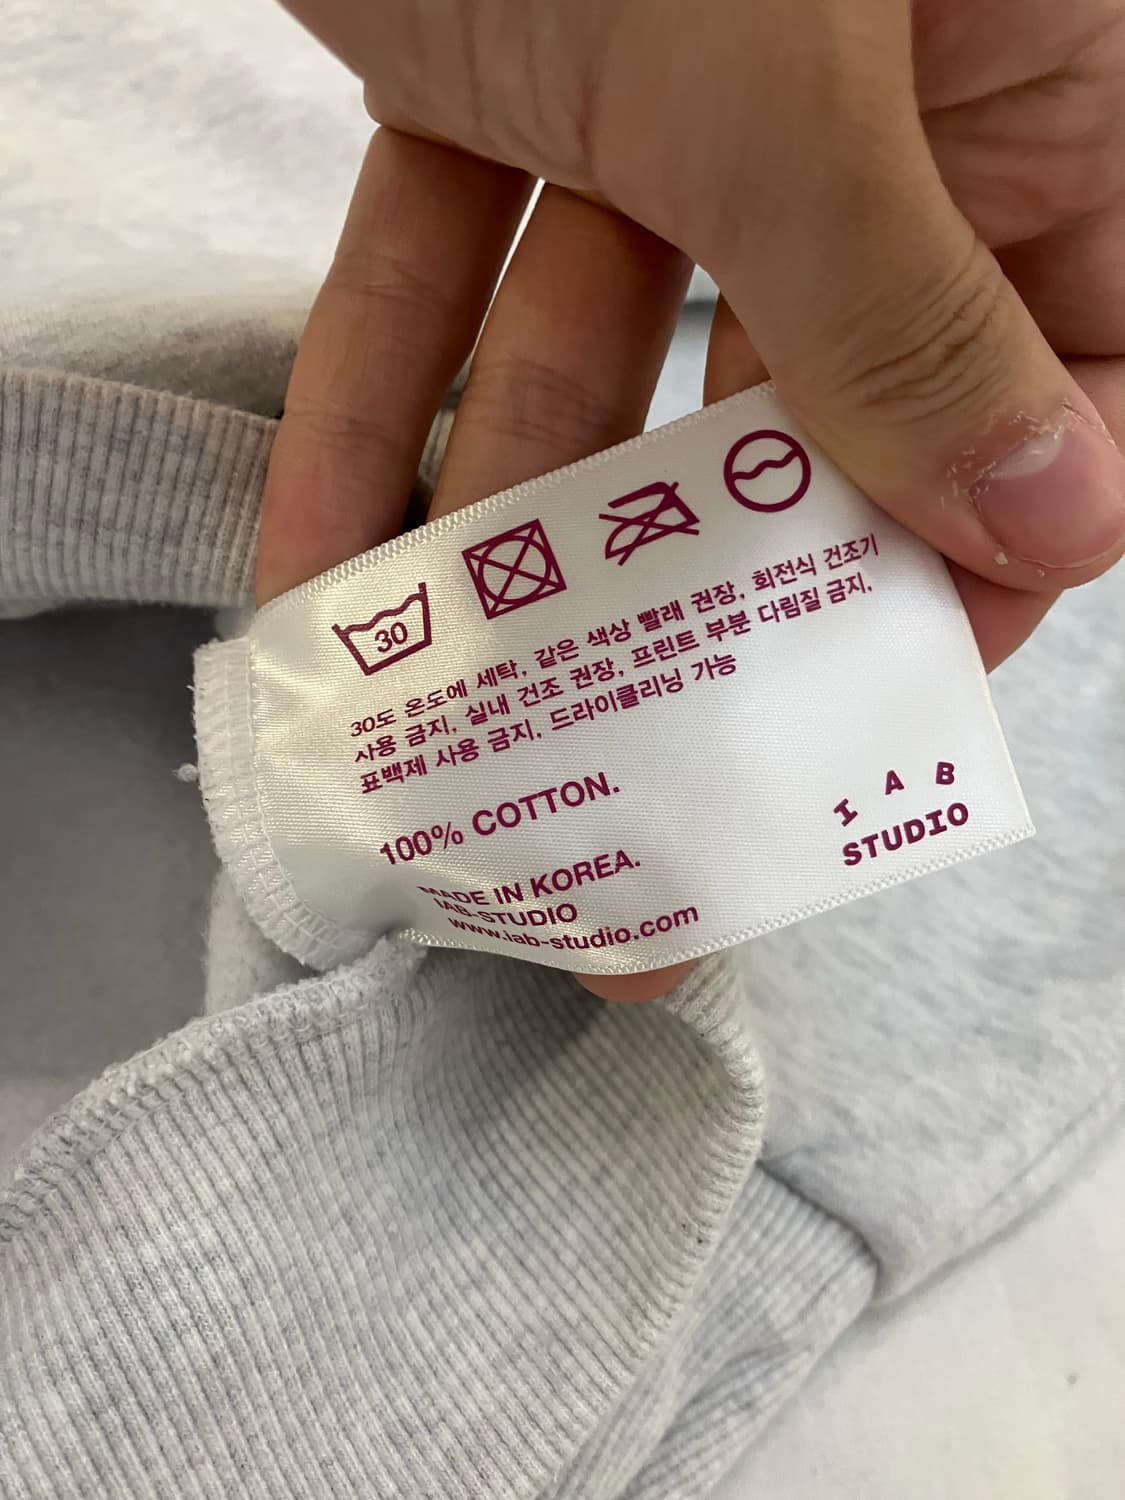 30
30도 온도에 세탁, 같은 색상 빨래 권장, 회전식 건조기
사용 금지, 실내 건조 권장, 프린트 부분 다림질 금지,
표백제 사용 금지, 드라이클리닝 가능
100% COTTON.
MADE IN KOREA.
IAB-STUDIO
www.iab-studio.com
I A B
STUDIO